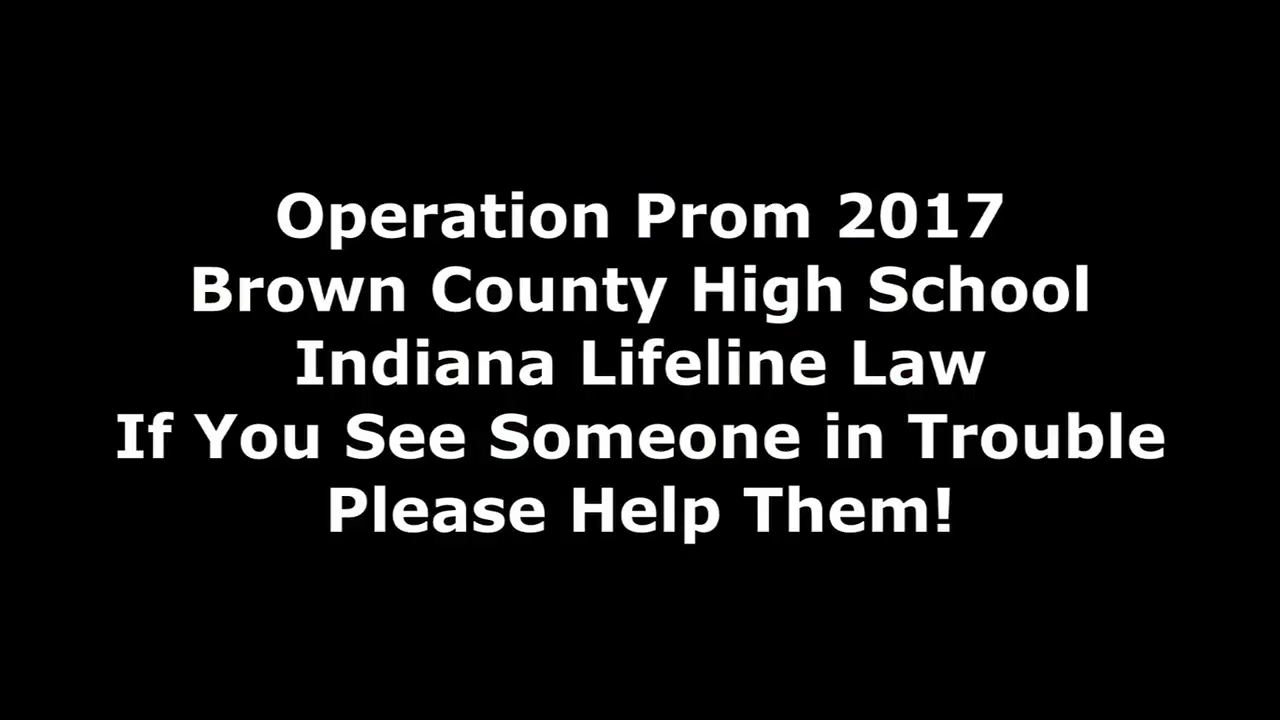 Operation Prom 2017
Brown County High School
Indiana Lifeline Law
If You See Someone in Trouble
Please Help Them!